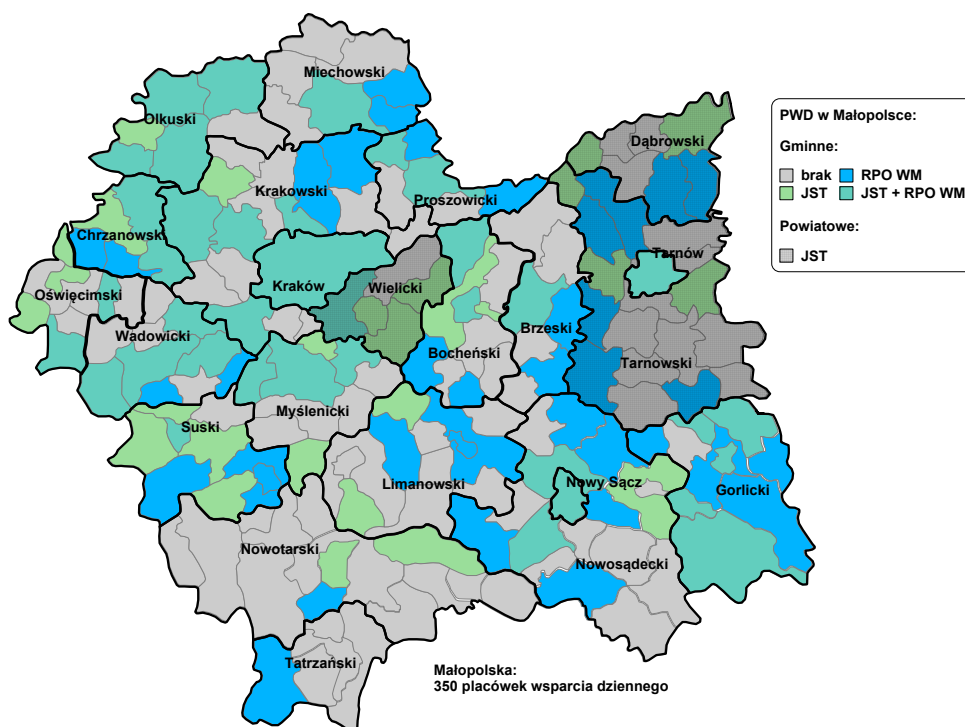 Miechowski
Olkuski
Dąbrowski
Krakowski
Proszowicki
Chrzanowski
Tarnów
Kraków
Wielicki
Oświęcimski
Wadowicki
Brzeski
Bocheński
Tarnowski
Myślenicki
Suski
Limanowski
Nowy Sącz
Gorlicki
Nowotarski
Nowosądecki
Tatrzański
PWD w Małopolsce:
Gminne:
brak RPO WM
JST JST + RPO WM
Powiatowe:
JST
Małopolska:
350 placówek wsparcia dziennego